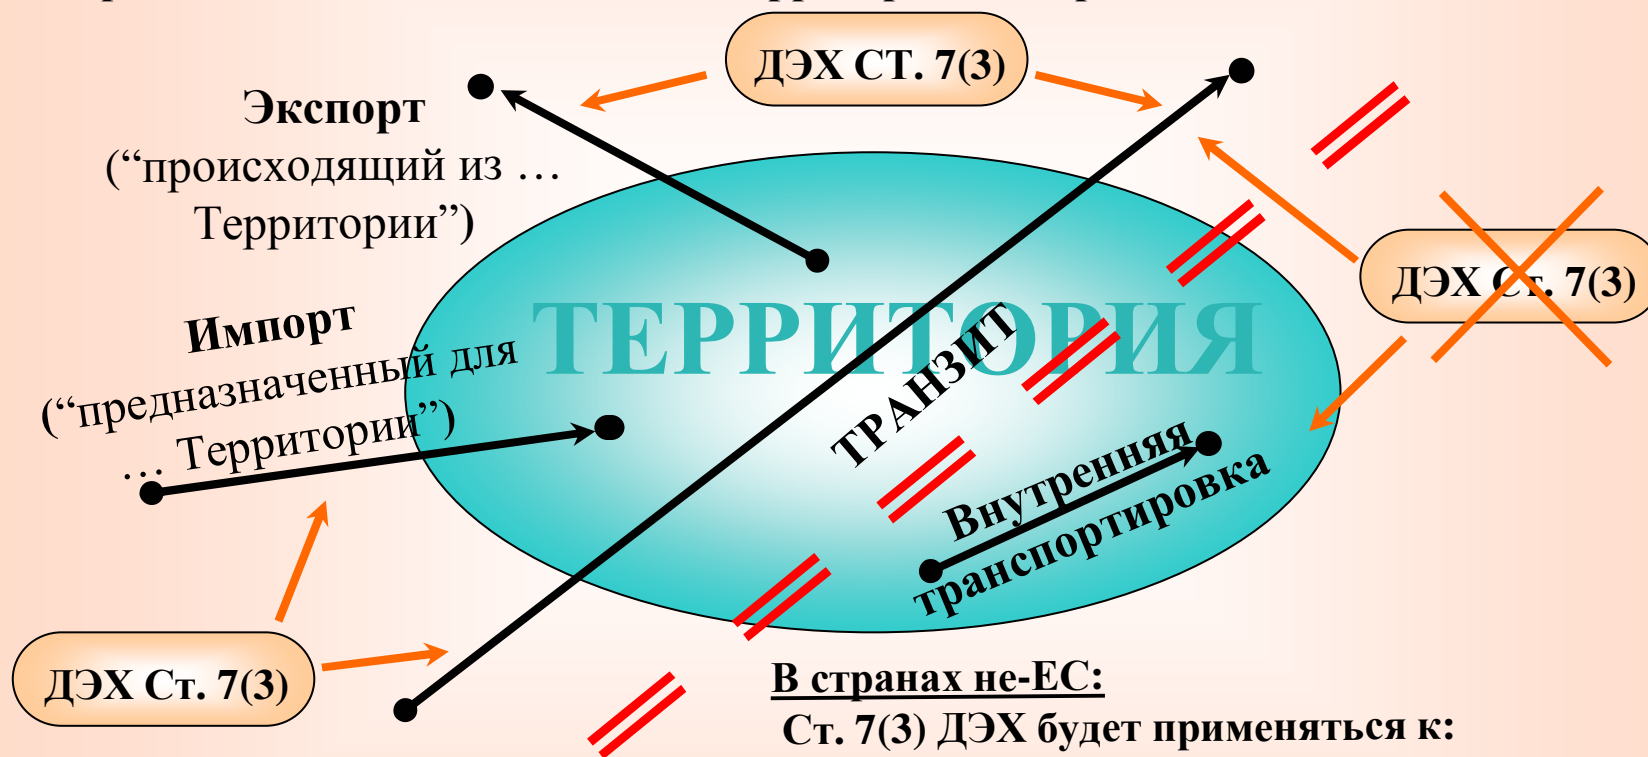 ДЭХ СТ. 7(3)
Экспорт
(“происходящий из …
Территории”)
ДЭХ Ст. 7(3)
Импорт
(“предназначенный для
… Территории”)
ТЕРРИТОРИЯ
ТРАНЗИТ
Внутренняя
транспортировка
ДЭХ Ст. 7(3)
В странах не-ЕС:
Ст. 7(3) ДЭХ будет применяться к: